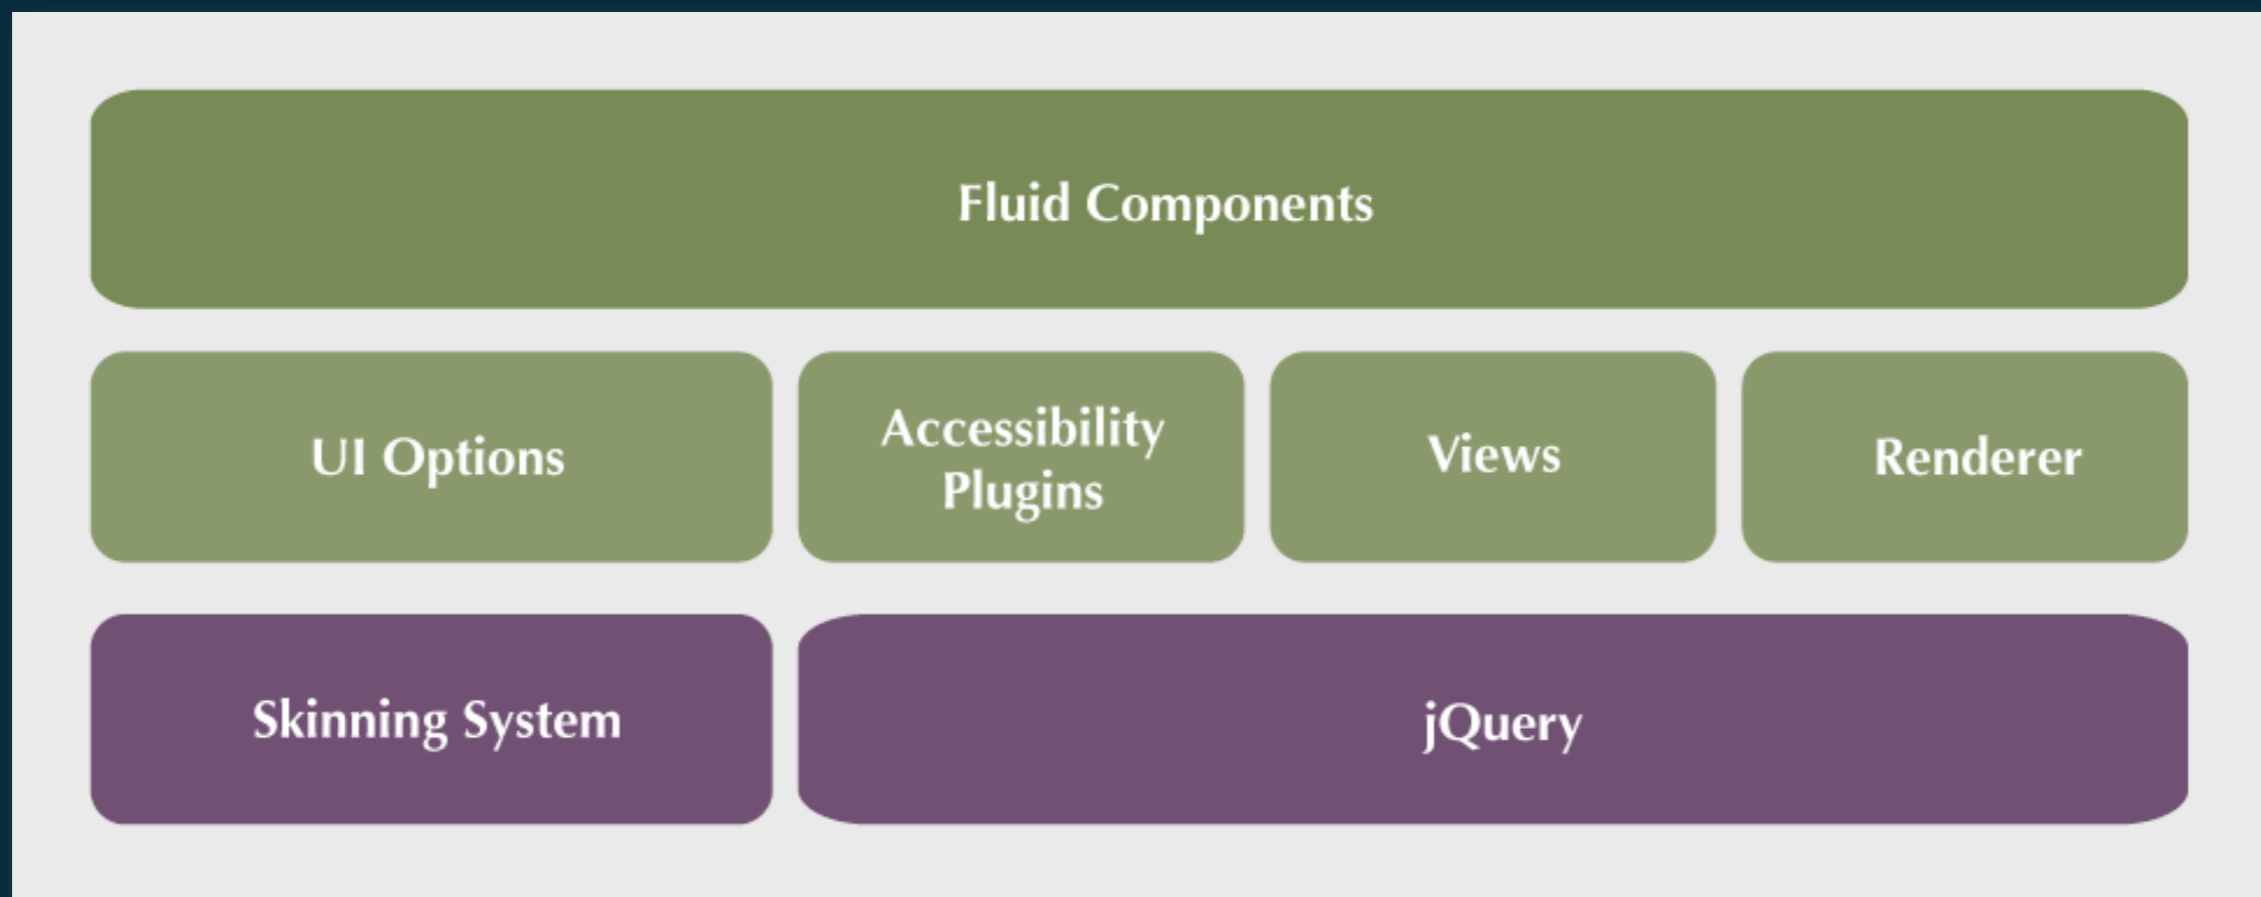 Fluid Components
UI Options
Accessibility
Plugins
Views
Renderer
Skinning System
jQuery